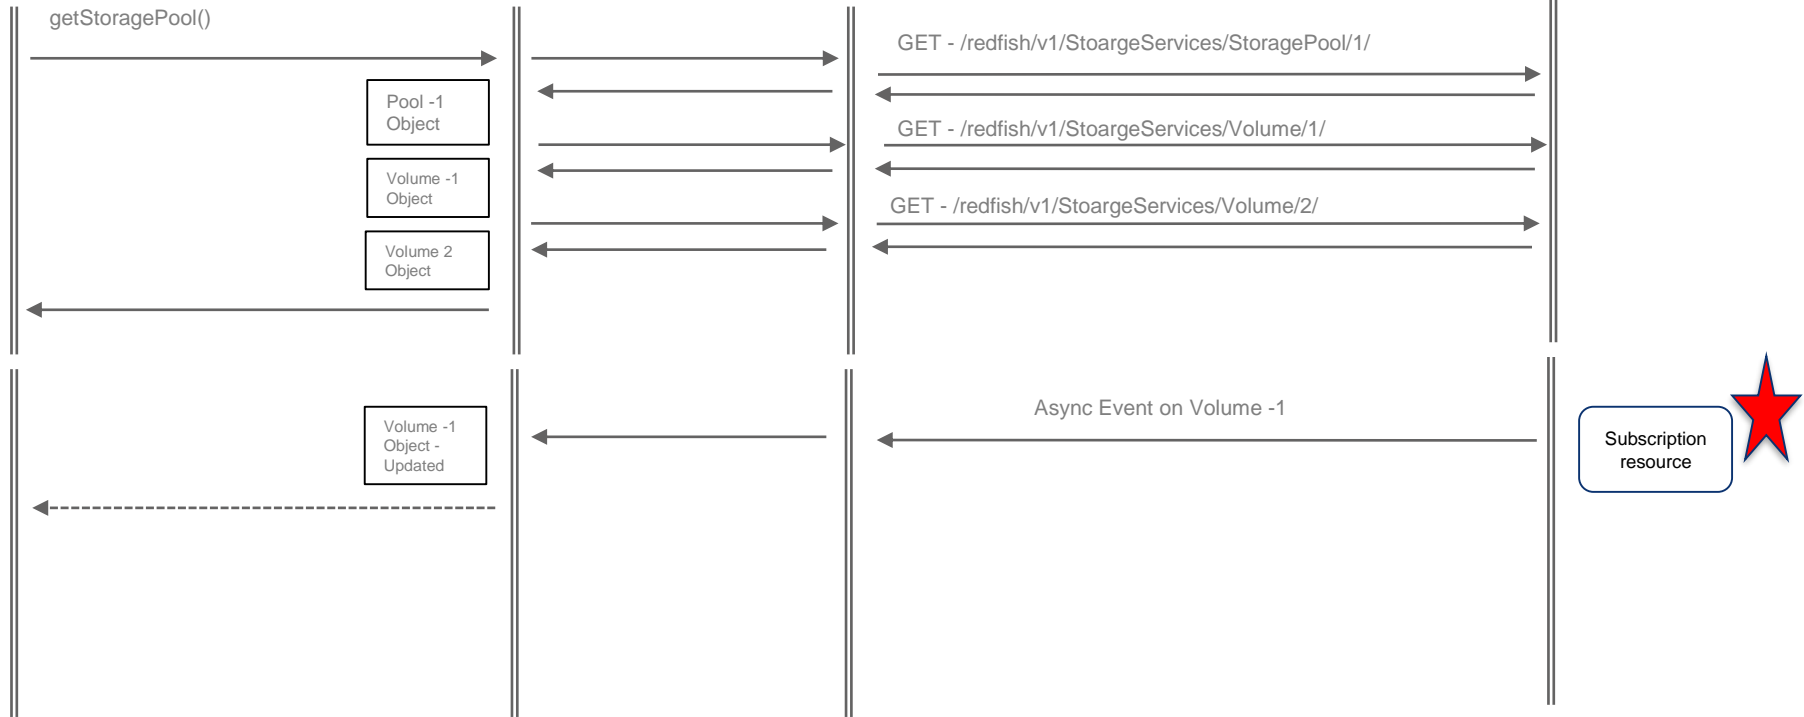 getStoragePool()
GET - /redfish/v1/StoargeServices/StoragePool/1/
Pool -1
Object
GET - /redfish/v1/StoargeServices/Volume/1/
Volume -1
Object
GET - /redfish/v1/StoargeServices/Volume/2/
Volume 2
Object
Async Event on Volume -1
Volume -1
Object -
Updated
Subscription
resource